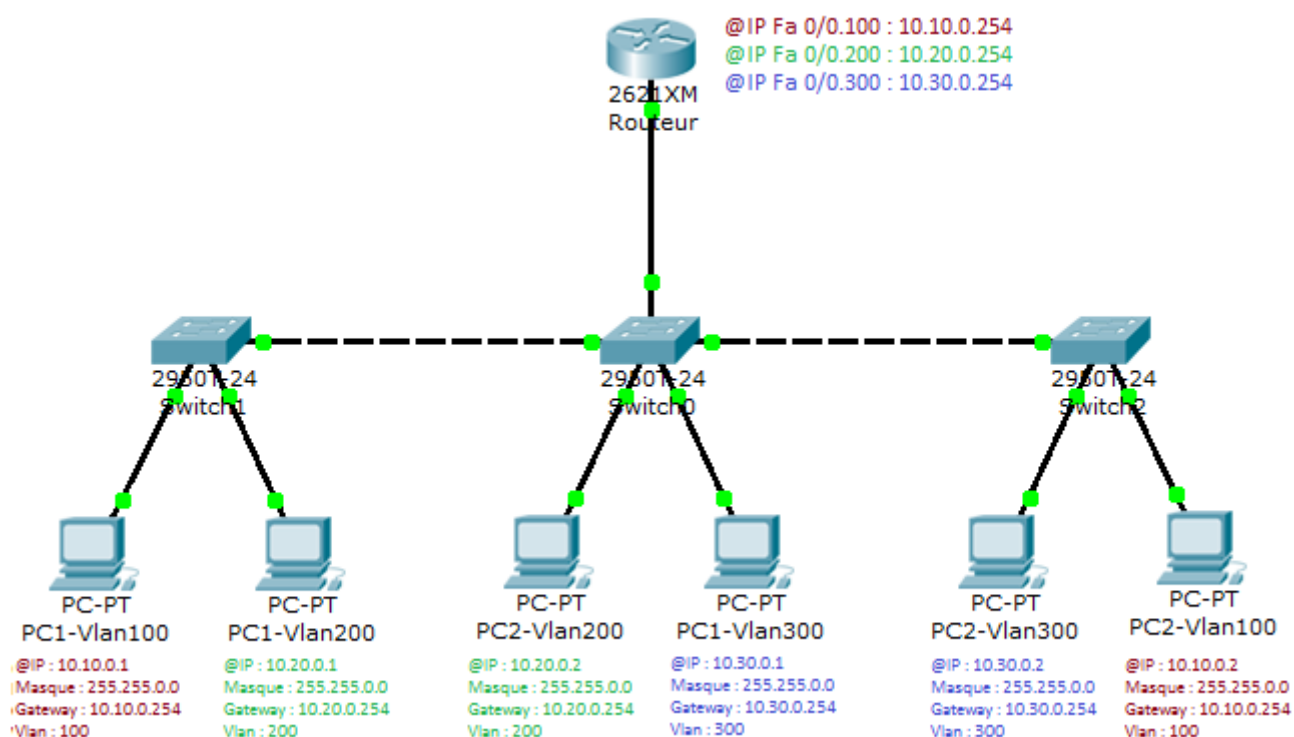 @IP Fa 0/0.100 : 10.10.0.254
@IP Fa 0/0.200 : 10.20.0.254
@IP Fa 0/0.300 : 10.30.0.254
2621XM
Routeur
2950T-24
Switch1
2950T-24
Switch0
2950T-24
Switch2
PC-PT
PC1-Vlan100
@IP : 10.10.0.1
Masque : 255.255.0.0
Gateway : 10.10.0.254
Vlan : 100
PC-PT
PC1-Vlan200
@IP : 10.20.0.1
Masque : 255.255.0.0
Gateway : 10.20.0.254
Vlan : 200
PC-PT
PC2-Vlan200
@IP : 10.20.0.2
Masque : 255.255.0.0
Gateway : 10.20.0.254
Vlan : 200
PC-PT
PC1-Vlan300
@IP : 10.30.0.1
Masque : 255.255.0.0
Gateway : 10.30.0.254
Vlan : 300
PC-PT
PC2-Vlan300
@IP : 10.30.0.2
Masque : 255.255.0.0
Gateway : 10.30.0.254
Vlan : 300
PC-PT
PC2-Vlan100
@IP : 10.10.0.2
Masque : 255.255.0.0
Gateway : 10.10.0.254
Vlan : 100